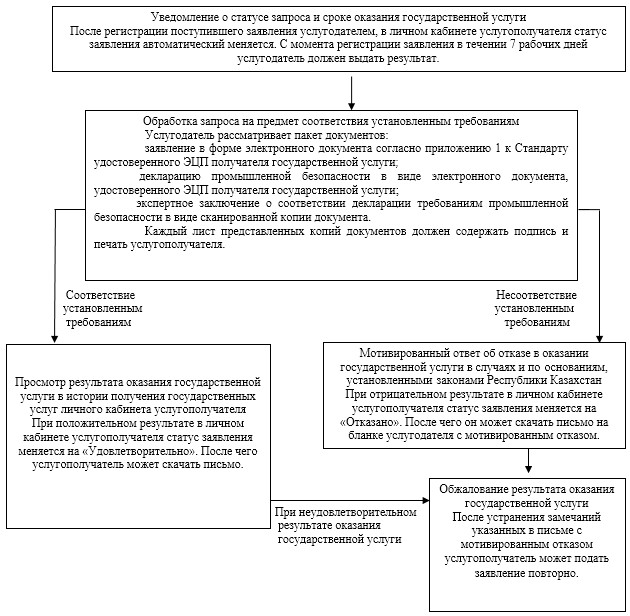 Уведомление о статусе запроса и сроке оказания государственной услуги
После регистрации поступившего заявления услугодателем, в личном кабинете услугополучателя статус
заявления автоматический меняется. С момента регистрации заявления в течении 7 рабочих дней
услугодатель должен выдать результат.
Обработка запроса на предмет соответствия установленным требованиям
Услугодатель рассматривает пакет документов:
заявление в форме электронного документа согласно приложению 1 к Стандарту
удостоверенного ЭЦП получателя государственной услуги;
декларацию промышленной безопасности в виде электронного документа,
удостоверенного ЭЦП получателя государственной услуги;
экспертное заключение о соответствии декларации требованиям промышленной
безопасности в виде сканированной копии документа.
Каждый лист представленных копий документов должен содержать подпись и
печать услугополучателя.
Соответствие
установленным
требованиям
Несоответствие
установленным
требованиям
Просмотр результата оказания государственной
услуги в истории получения государственных
услуг личного кабинета услугополучателя
При положительном результате в личном
кабинете услугополучателя статус заявления
меняется на «Удовлетворительно». После чего
услугополучатель может скачать письмо.
Мотивированный ответ об отказе в оказании
государственной услуги в случаях и по основаниям,
установленными законами Республики Казахстан
При отрицательном результате в личном кабинете
услугополучателя статус заявления меняется на
«Отказано». После чего он может скачать письмо на
бланке услугодателя с мотивированным отказом.
При неудовлетворительном
результате оказания
государственной услуги
Обжалование результата оказания
государственной услуги
После устранения замечаний
указанных в письме с
мотивированным отказом
услугополучатель может подать
заявление повторно.